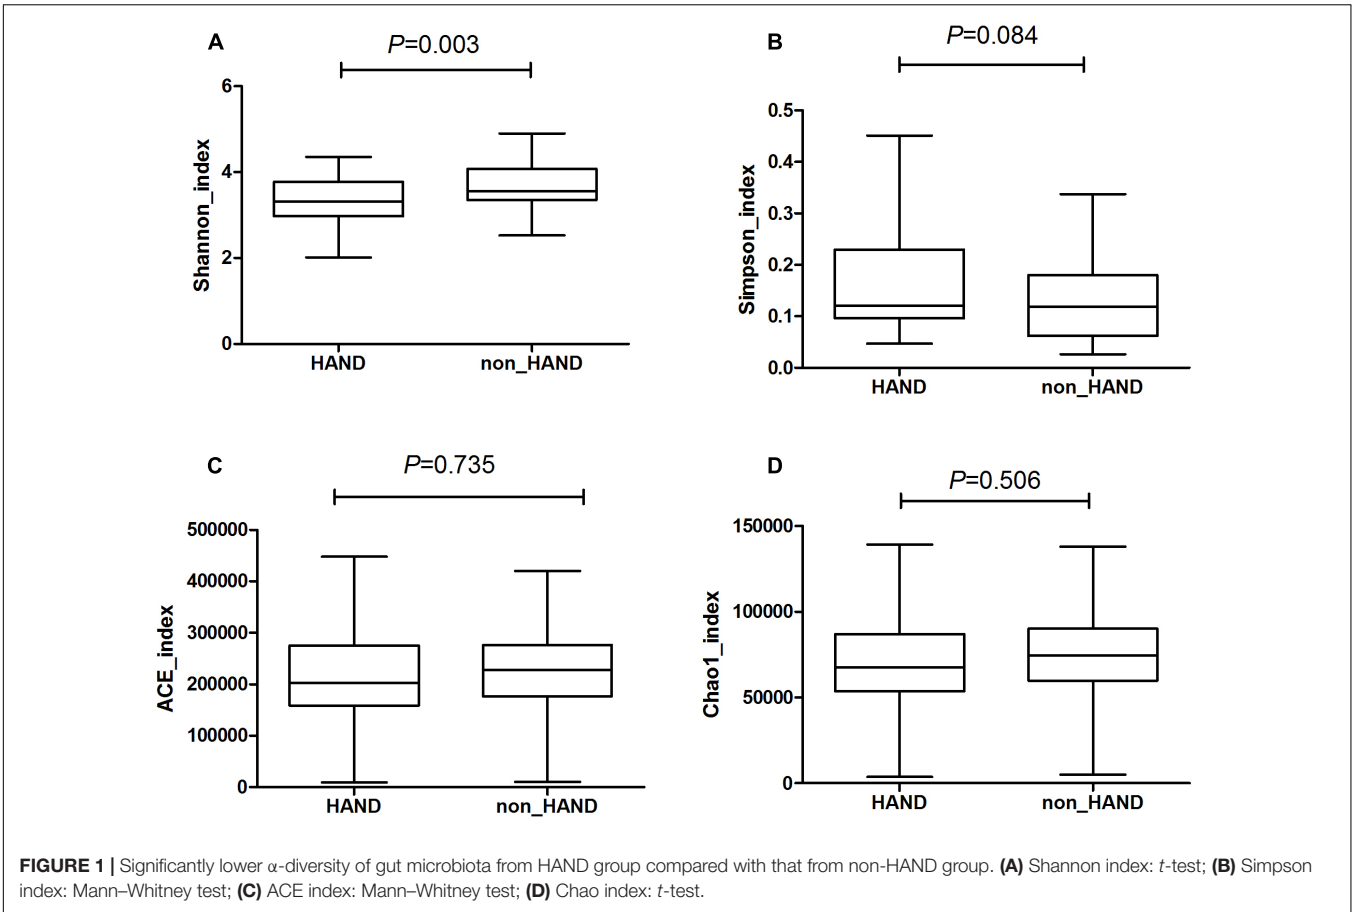 A
P=0.003
6
4
2
0
Shannon_index
HAND
non_HAND
B
P=0.084
0.5
0.4
0.3
0.2
0.1
0.0
Simpson_index
HAND
non_HAND
C
P=0.735
500000
400000
300000
200000
100000
0
ACE_index
HAND
non_HAND
D
P=0.506
150000
100000
50000
0
Chao1_index
HAND
non_HAND
FIGURE 1 | Significantly lower α-diversity of gut microbiota from HAND group compared with that from non-HAND group. (A) Shannon index: t-test; (B) Simpson
index: Mann–Whitney test; (C) ACE index: Mann–Whitney test; (D) Chao index: t-test.